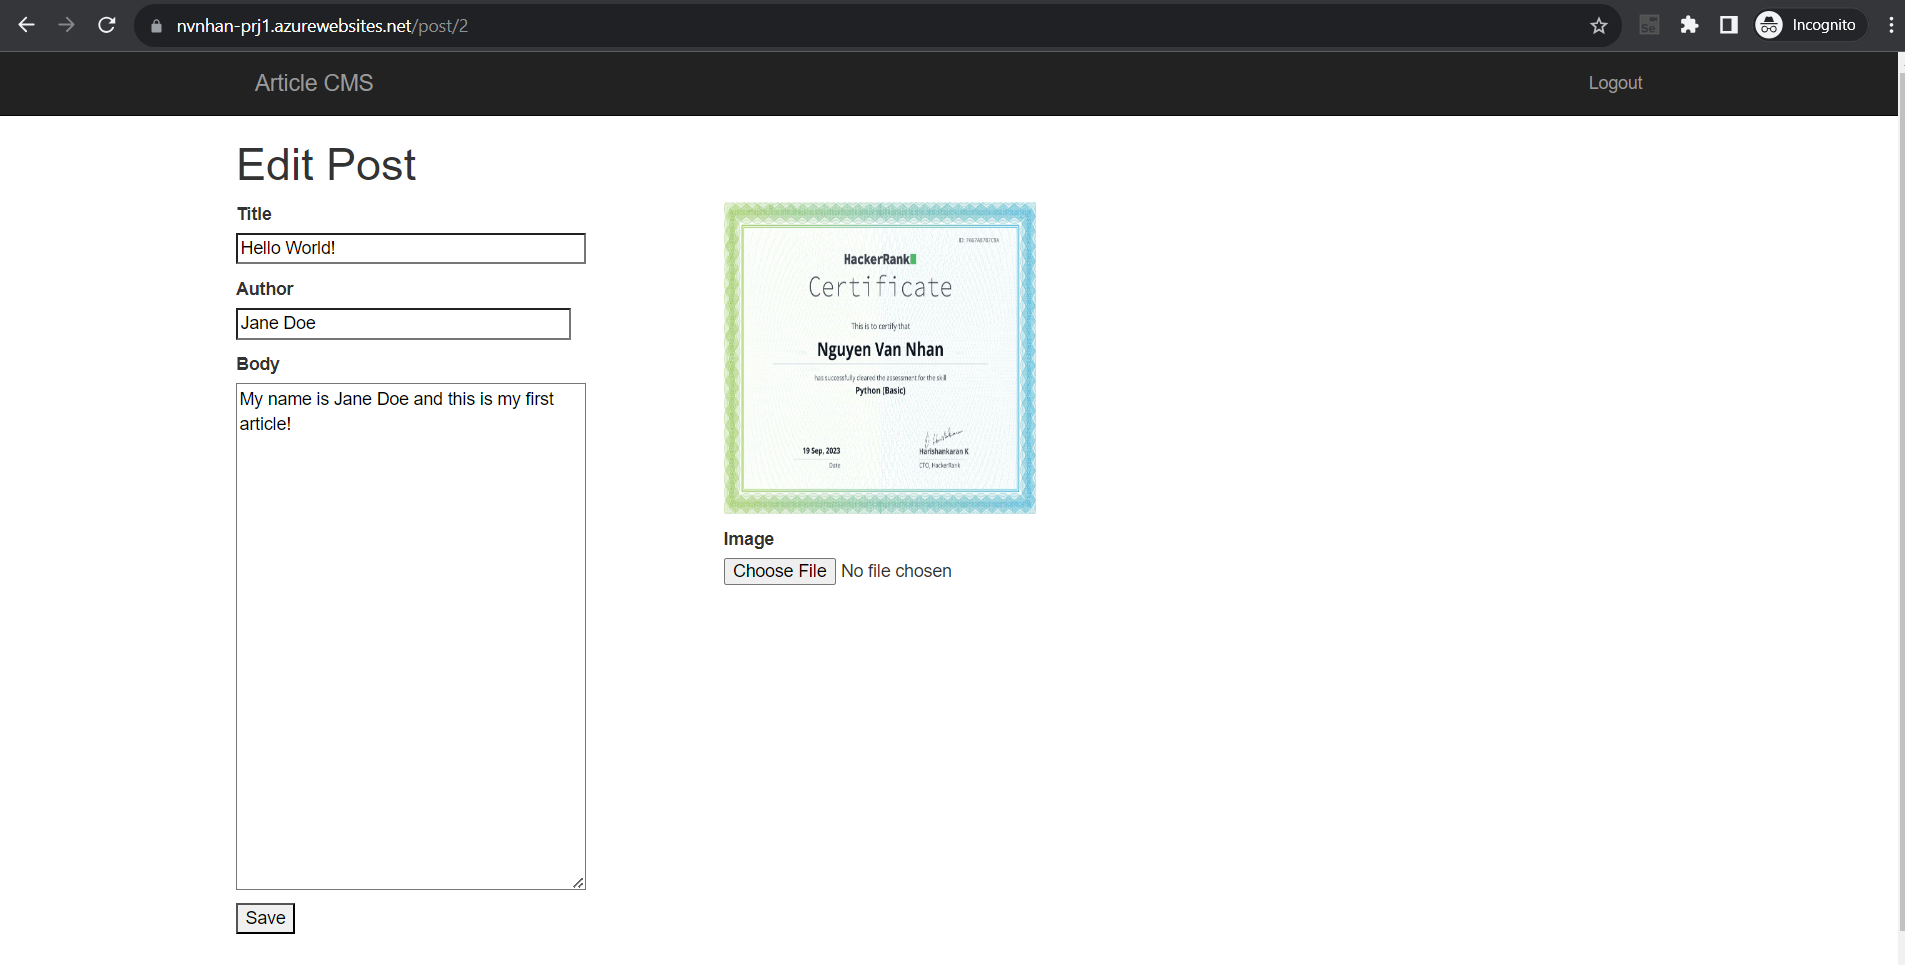 nvnhan-prj1.azurewebsites.net/post/2
Incognito
Article CMS
Logout
Edit Post
Title
Hello World!
Author
Jane Doe
Body
My name is Jane Doe and this is my first
article!
Save
HackerRank
Certificate
This is to certify that
Nguyen Van Nhan
has successfully cleared the assessment for the skill
Python (Basic)
19 Sep, 2023
Date
Harishankaran K
CTO, HackerRank
Image
Choose File No file chosen